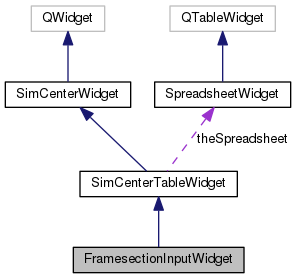 QWidget
QTableWidget
SimCenterWidget
SpreadsheetWidget
theSpreadsheet
SimCenterTableWidget
FramesectionInputWidget